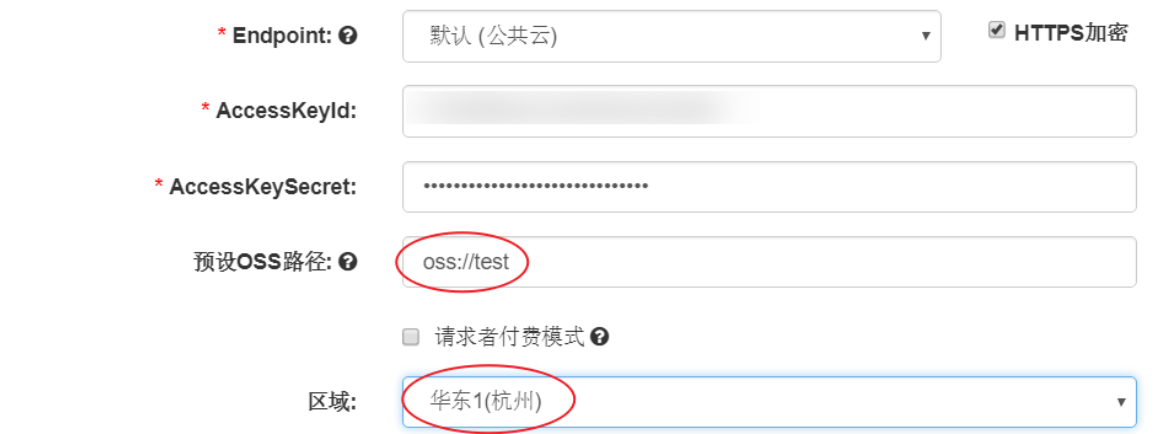 * Endpoint: 默认 (公共云) HTTPS加密
* AccessKeyId:
* AccessKeySecret: ••••••••••••••••••••••••••••••
预设OSS路径: oss://test
请求者付费模式
区域: 华东1(杭州)